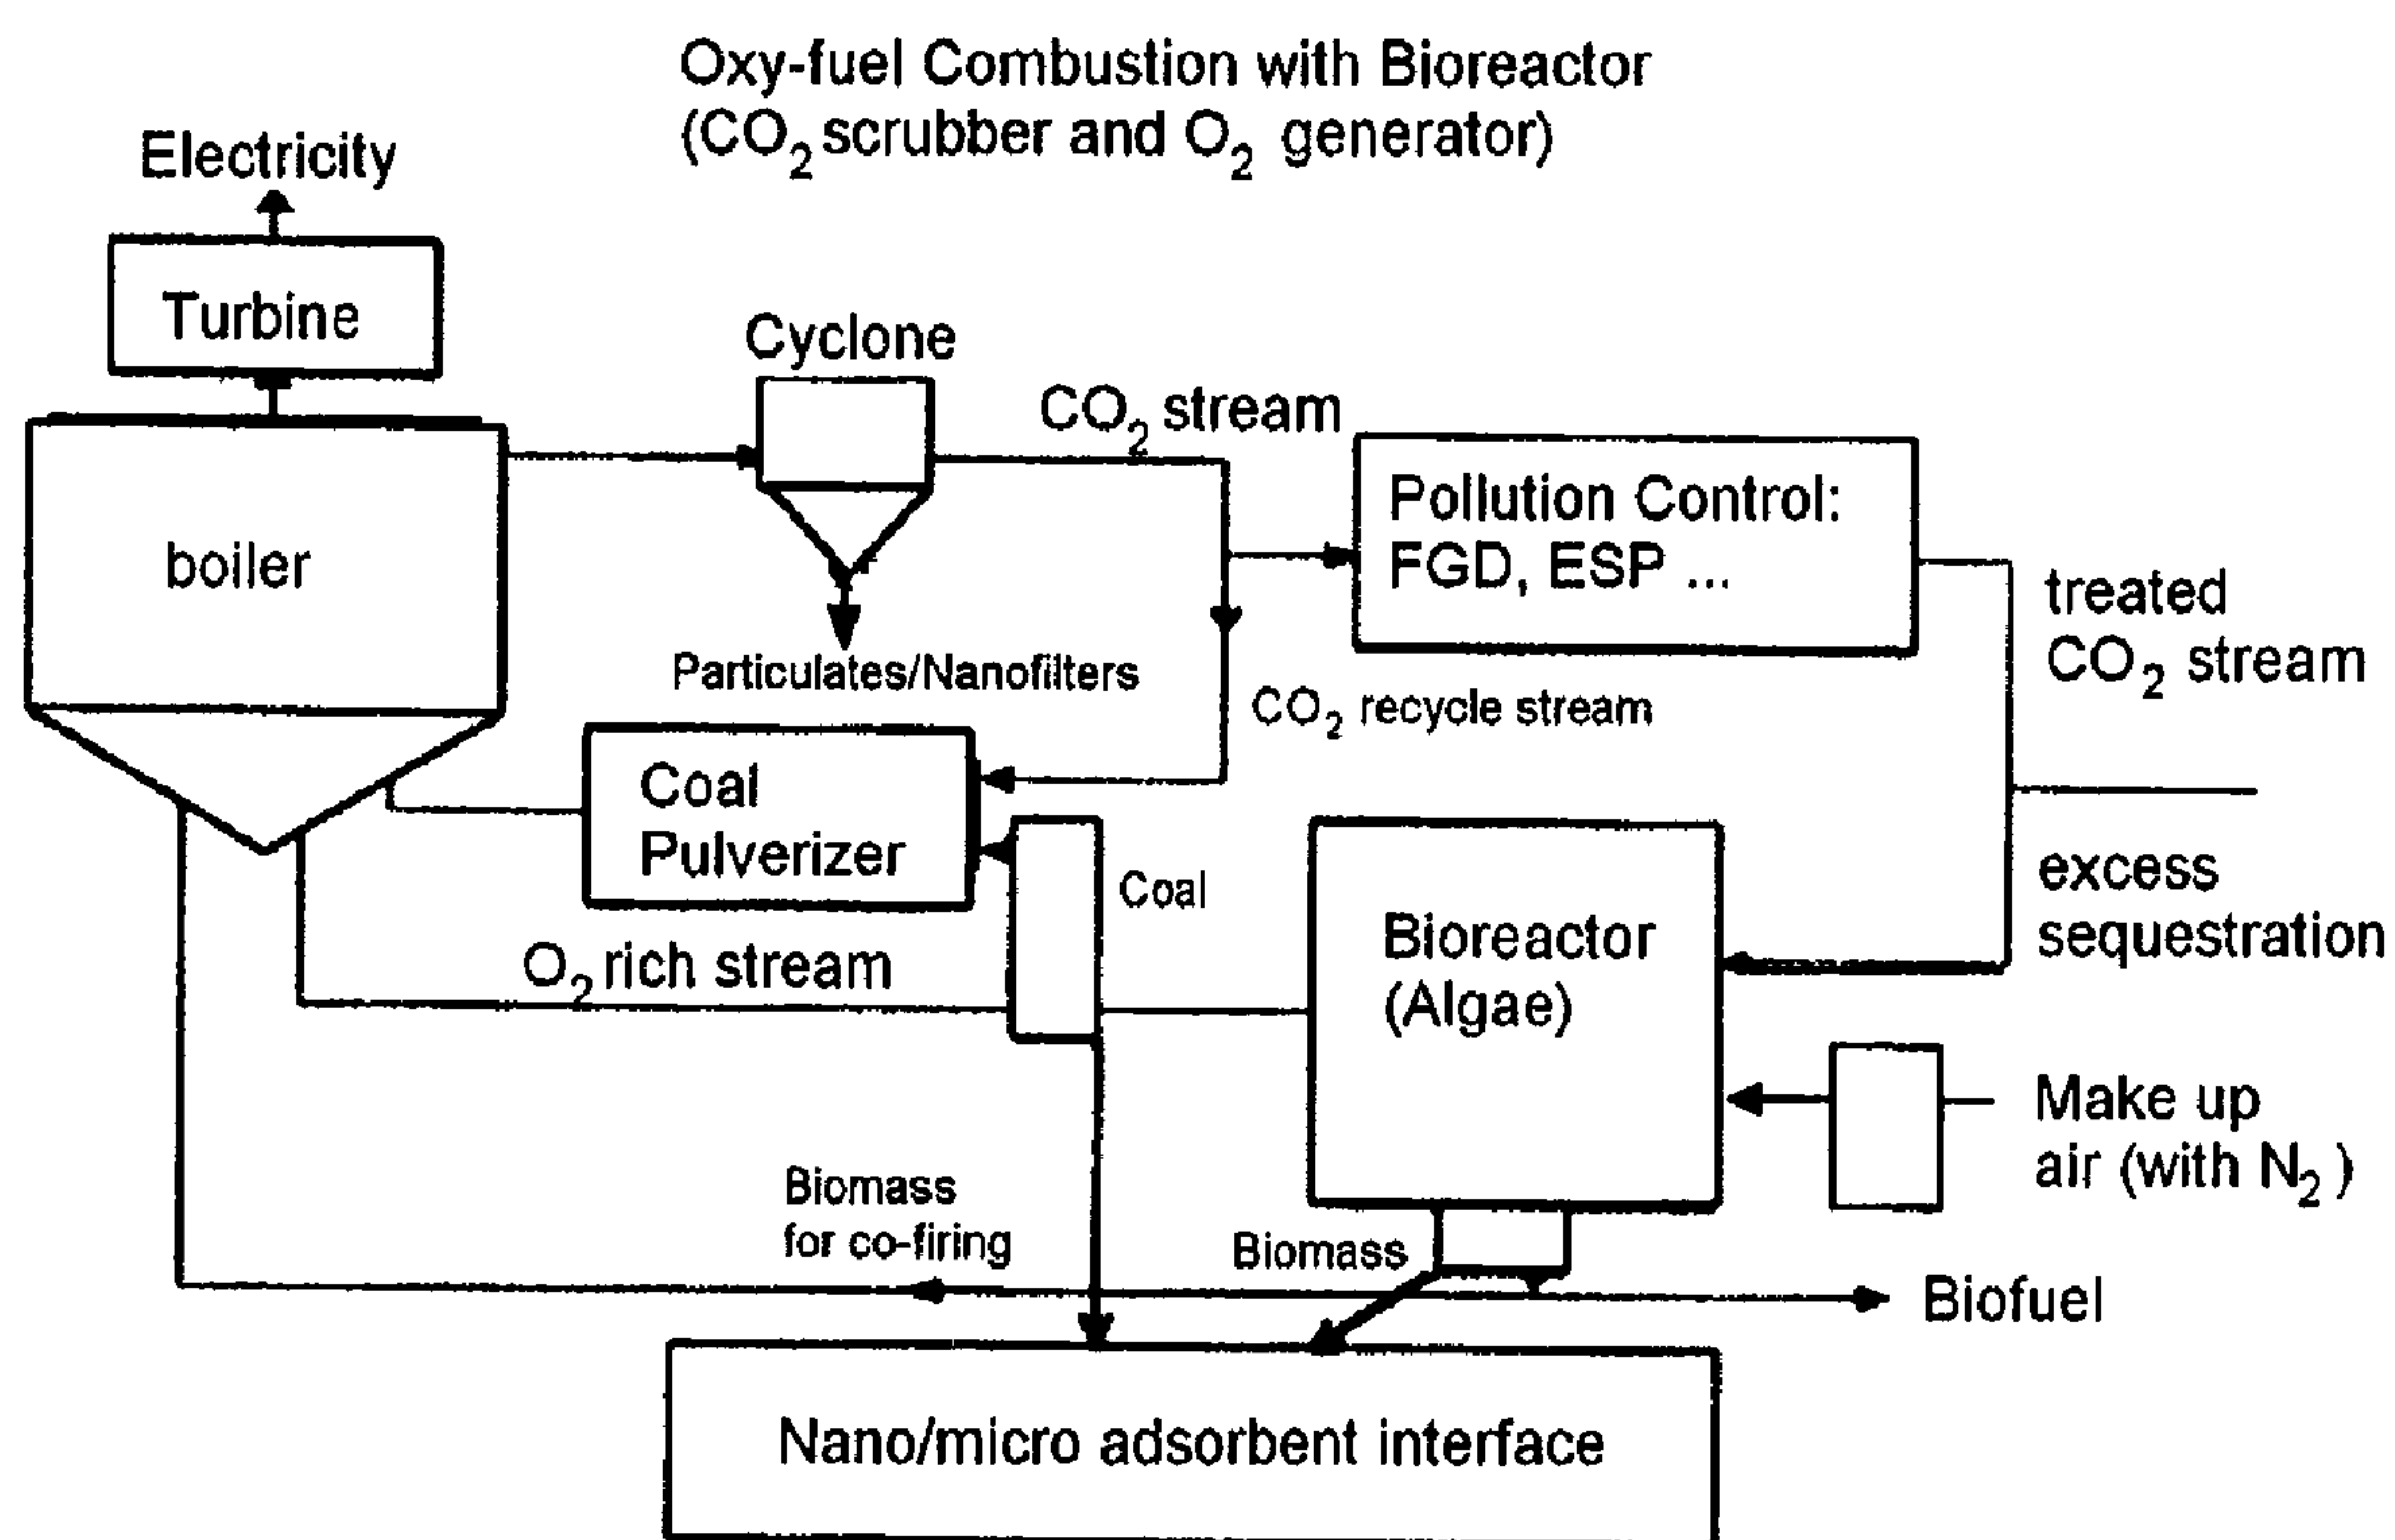 Oxy-fuel Combustion with Bioreactor
(CO₂ scrubber and O₂ generator)
Electricity
Turbine
Cyclone
CO₂ stream
boiler
Pollution Control:
FGD, ESP ...
treated
CO₂ stream
Particulates/Nanofilters
CO₂ recycle stream
Coal
Pulverizer
Coal
excess
sequestration
Bioreactor
(Algae)
O₂ rich stream
Make up
air (with N₂ )
Biomass
for co-firing
Biomass
Biofuel
Nano/micro adsorbent interface